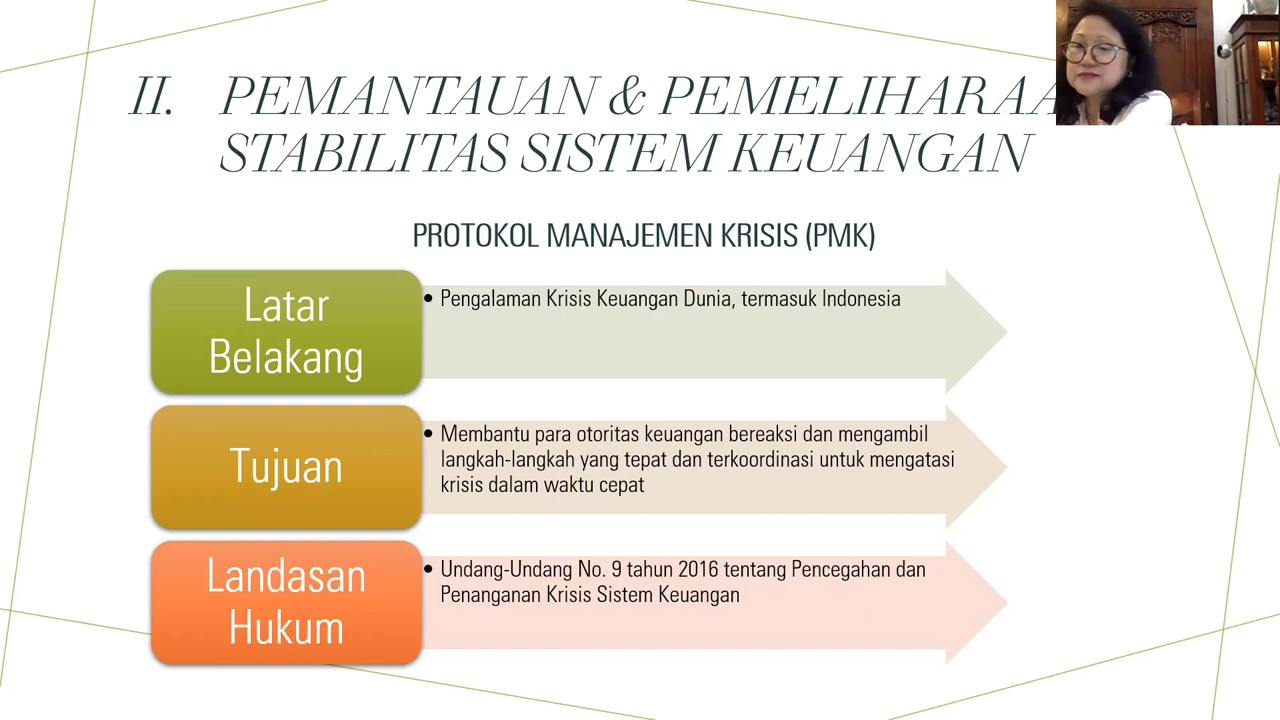 II. PEMANTAUAN & PEMELIHARAA
STABILITAS SISTEM KEUANGAN
PROTOKOL MANAJEMEN KRISIS (PMK)
Latar
Belakang
• Pengalaman Krisis Keuangan Dunia, termasuk Indonesia
Tujuan
• Membantu para otoritas keuangan bereaksi dan mengambil
langkah-langkah yang tepat dan terkoordinasi untuk mengatasi
krisis dalam waktu cepat
Landasan
Hukum
• Undang-Undang No. 9 tahun 2016 tentang Pencegahan dan
Penanganan Krisis Sistem Keuangan